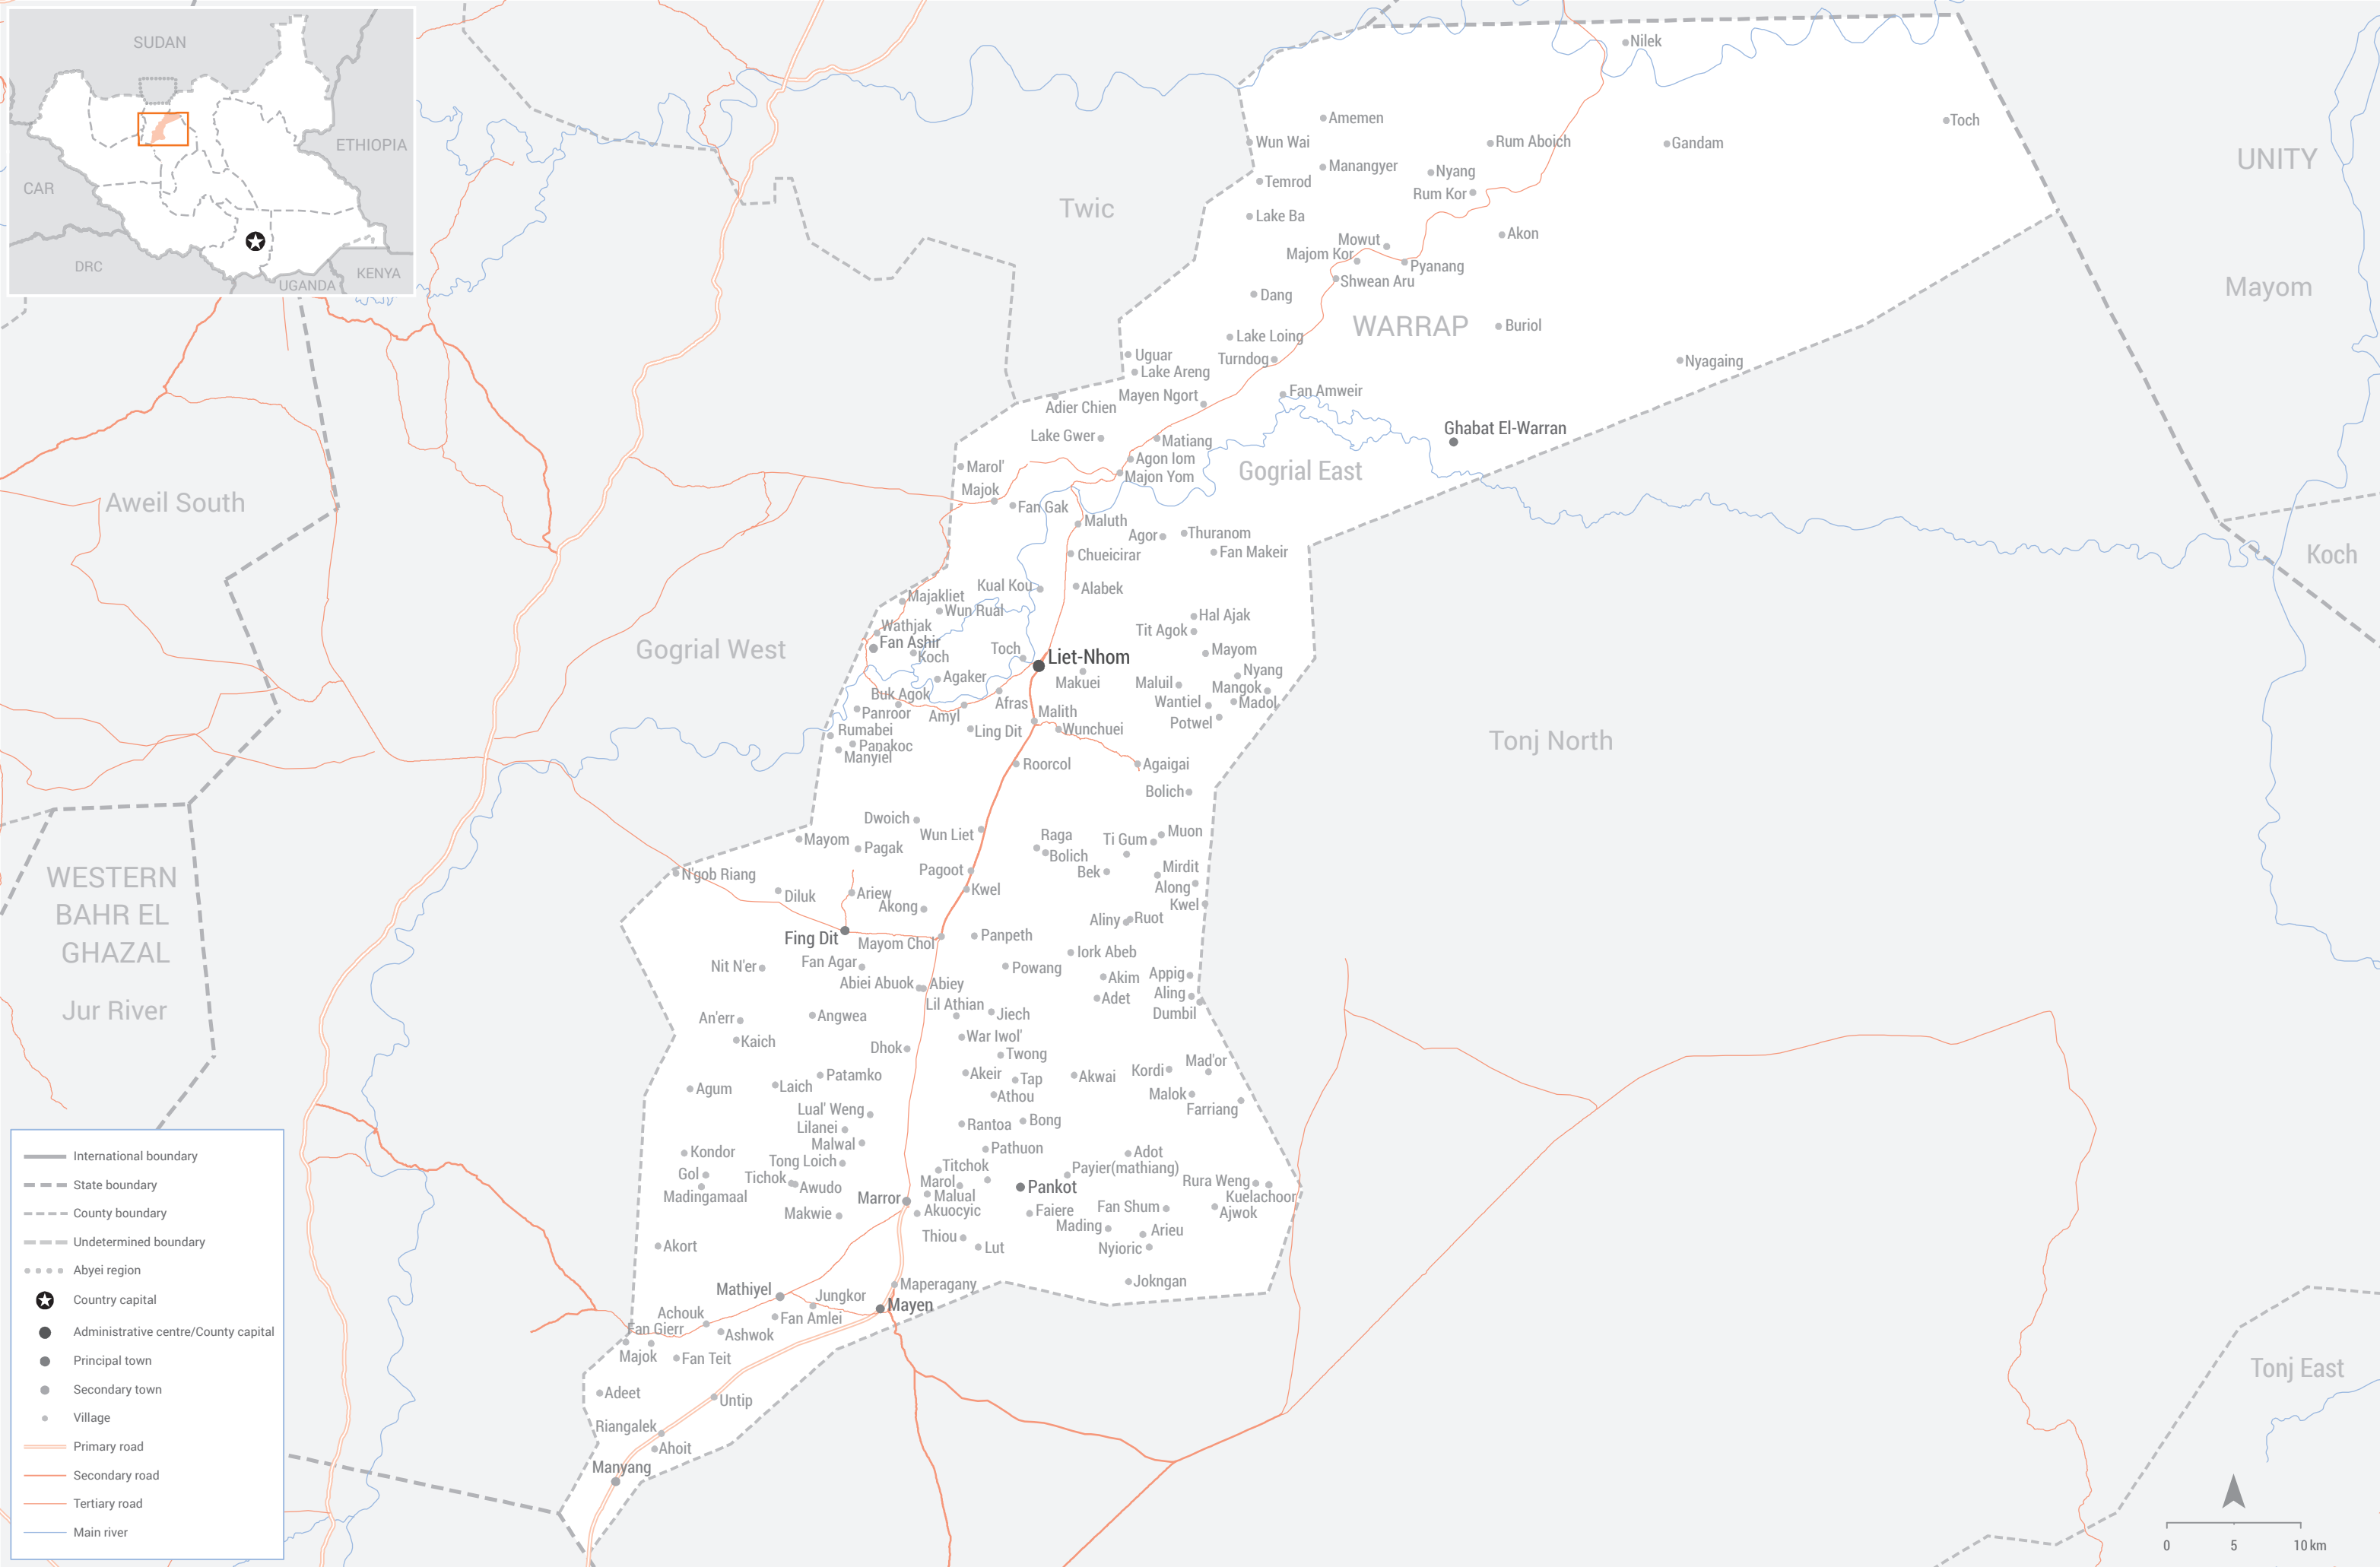 SUDAN
ETHIOPIA
CAR
DRC
KENYA
UGANDA
Nilek
Toch
Amemen
Wun Wai
Rum Aboich
Gandam
UNITY
Manangyer
Nyang
Temrod
Rum Kor
Twic
Lake Ba
Akon
Mowut
Majom Kor
Pyanang
Shwean Aru
Mayom
Dang
WARRAP
Buriol
Lake Loing
Uguar
Turndog
Nyagaing
Lake Areng
Fan Amweir
Mayen Ngort
Adier Chien
Ghabat El-Warran
Lake Gwer
Matiang
Agon Iom
Marol'
Gogrial East
Majon Yom
Majok
Aweil South
Fan Gak
Maluth
Agor
Thuranom
Chueicirar
Fan Makeir
Koch
Kual Kou
Alabek
Majakliet
Wun Rual
Hal Ajak
Wathjak
Tit Agok
Fan Ashir
Gogrial West
Toch
Koch
Liet-Nhom
Mayom
Nyang
Agaker
Makuei
Maluil
Mangok
Buk Agok
Afras
Wantiel
Madol
Panroor
Amyl
Malith
Potwel
Rumabei
Ling Dit
Wunchuei
Tonj North
Panakoc
Manyiel
Roorcol
Agaigai
Bolich
Dwoich
Wun Liet
Raga
Muon
Mayom
Ti Gum
Pagak
Bolich
Pagoot
Bek
Mirdit
N'gob Riang
WESTERN
BAHR EL
GHAZAL
Kwel
Along
Diluk
Ariew
Akong
Kwel
Aliny
Ruot
Fing Dit
Mayom Chol
Panpeth
Iork Abeb
Nit N'er
Fan Agar
Powang
Akim
Appig
Abiei Abuok
Abiey
Aling
Adet
Lil Athian
Jiech
Dumbil
Jur River
An'err
Angwea
War Iwol'
Kaich
Dhok
Twong
Mad'or
Kordi
Patamko
Akeir
Tap
Akwai
Agum
Laich
Athou
Malok
Farriang
Lual' Weng
Rantoa
Bong
Lilanei
Malwal
Pathuon
Kondor
Adot
Tong Loich
Titchok
Payier(mathiang)
Gol
Tichok
Marol
Rura Weng
Awudo
Pankot
Madingamaal
Marror
Malual
Kuelachoor
Makwie
Akuocyic
Faiere
Fan Shum
Ajwok
Mading
Arieu
Thiou
Akort
Lut
Nyioric
Jokngan
Maperagany
Mathiyel
Jungkor
Mayen
Achouk
Fan Amlei
Fan Gierr
Ashwok
Majok
Fan Teit
Tonj East
Adeet
Untip
Riangalek
Ahoit
Manyang
International boundary
State boundary
County boundary
Undetermined boundary
Abyei region
Country capital
Administrative centre/County capital
Principal town
Secondary town
Village
Primary road
Secondary road
Tertiary road
Main river
0 5 10 km